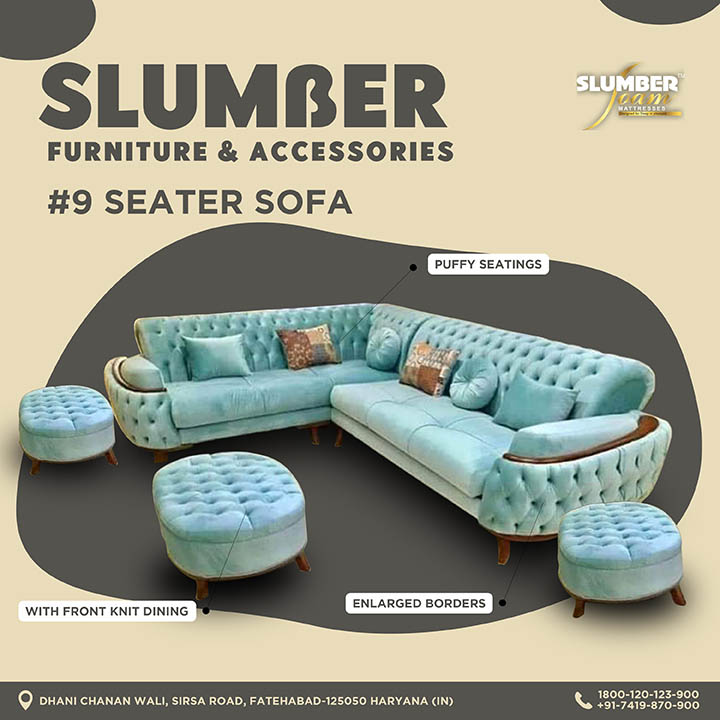 SLUMßER
FURNITURE & ACCESSORIES
#9 SEATER SOFA
SLUMBER
Foam
MATTRESSES
PUFFY SEATINGS
WITH FRONT KNIT DINING
ENLARGED BORDERS
DHANI CHANAN WALI, SIRSA ROAD, FATEHABAD-125050 HARYANA (IN)
1800-120-123-900
+91-7419-870-900